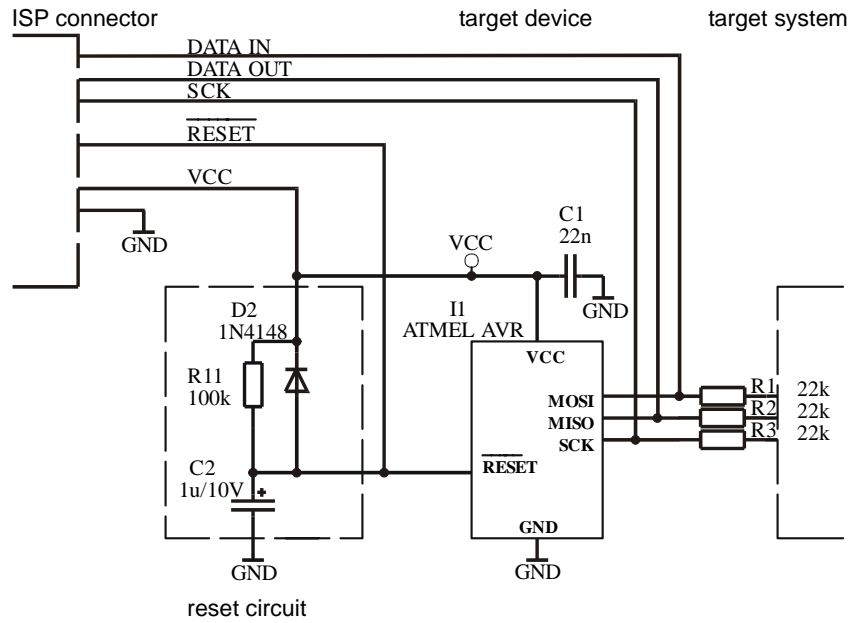 ISP connector
target device
target system
DATA IN
DATA OUT
SCK
RESET
VCC
GND
C1
22n
VCC
GND
D2
1N4148
I1
ATMEL AVR
VCC
R11
100k
MOSI
MISO
SCK
R1 22k
R2 22k
R3 22k
C2
1u/10V
+
RESET
GND
GND
GND
reset circuit